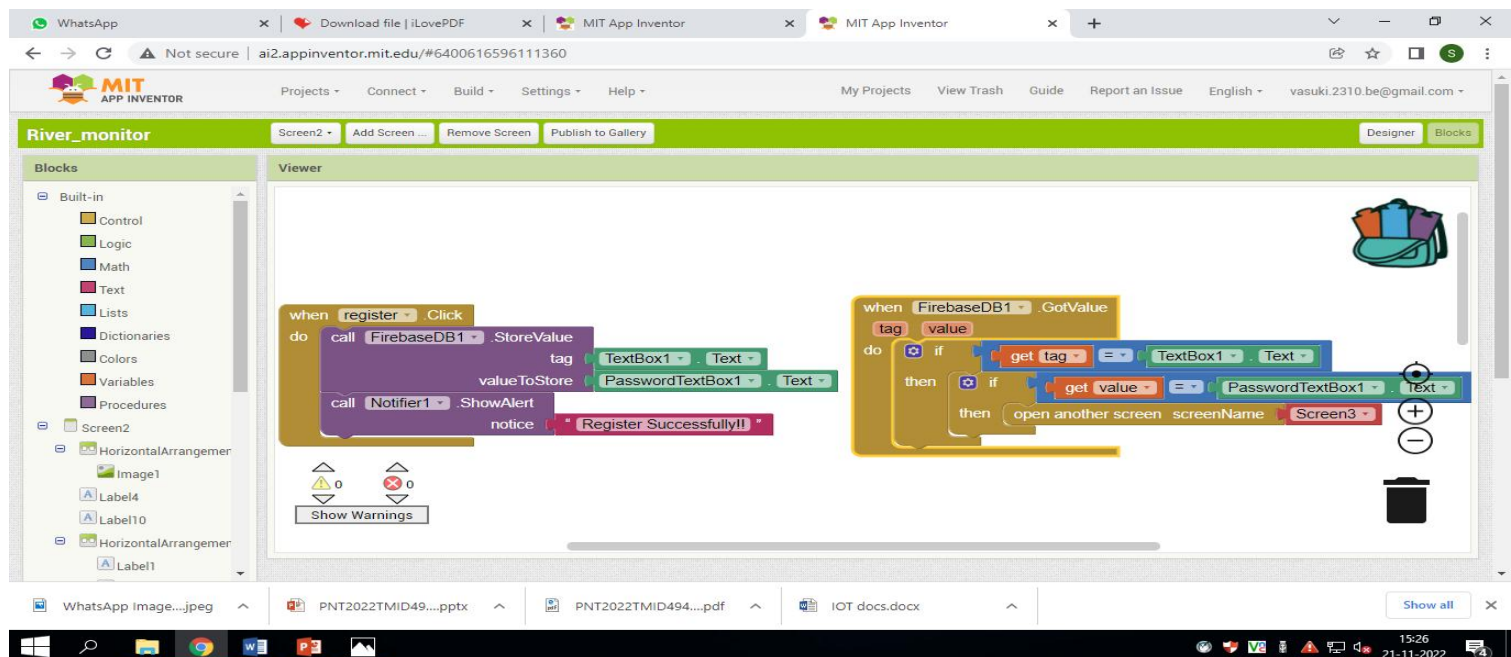 WhatsApp
Download file | iLovePDF
MIT App Inventor
MIT App Inventor
Not secure | ai2.appinventor.mit.edu/#6400616596111360
S
MIT
APP INVENTOR
Projects
Connect
Build
Settings
Help
My Projects
View Trash
Guide
Report an Issue
English
vasuki.2310.be@gmail.com
River_monitor
Screen2
Add Screen ...
Remove Screen
Publish to Gallery
Designer
Blocks
Blocks
Viewer
Built-in
Control
Logic
Math
Text
Lists
Dictionaries
Colors
Variables
Procedures
Screen2
HorizontalArrangemer
Image1
Label4
Label10
HorizontalArrangemer
Label1
when register .Click
do call FirebaseDB1 .StoreValue
tag TextBox1 . Text
valueToStore PasswordTextBox1 . Text
call Notifier1 .ShowAlert
notice " Register Successfully!! "
when FirebaseDB1 .GotValue
tag value
do if get tag = TextBox1 . Text
then if get value = PasswordTextBox1 . Text
then open another screen screenName Screen3
0 0
Show Warnings
WhatsApp Image....jpeg
PNT2022TMID49....pptx
PNT2022TMID494....pdf
IOT docs.docx
Show all
15:26
21-11-2022
4